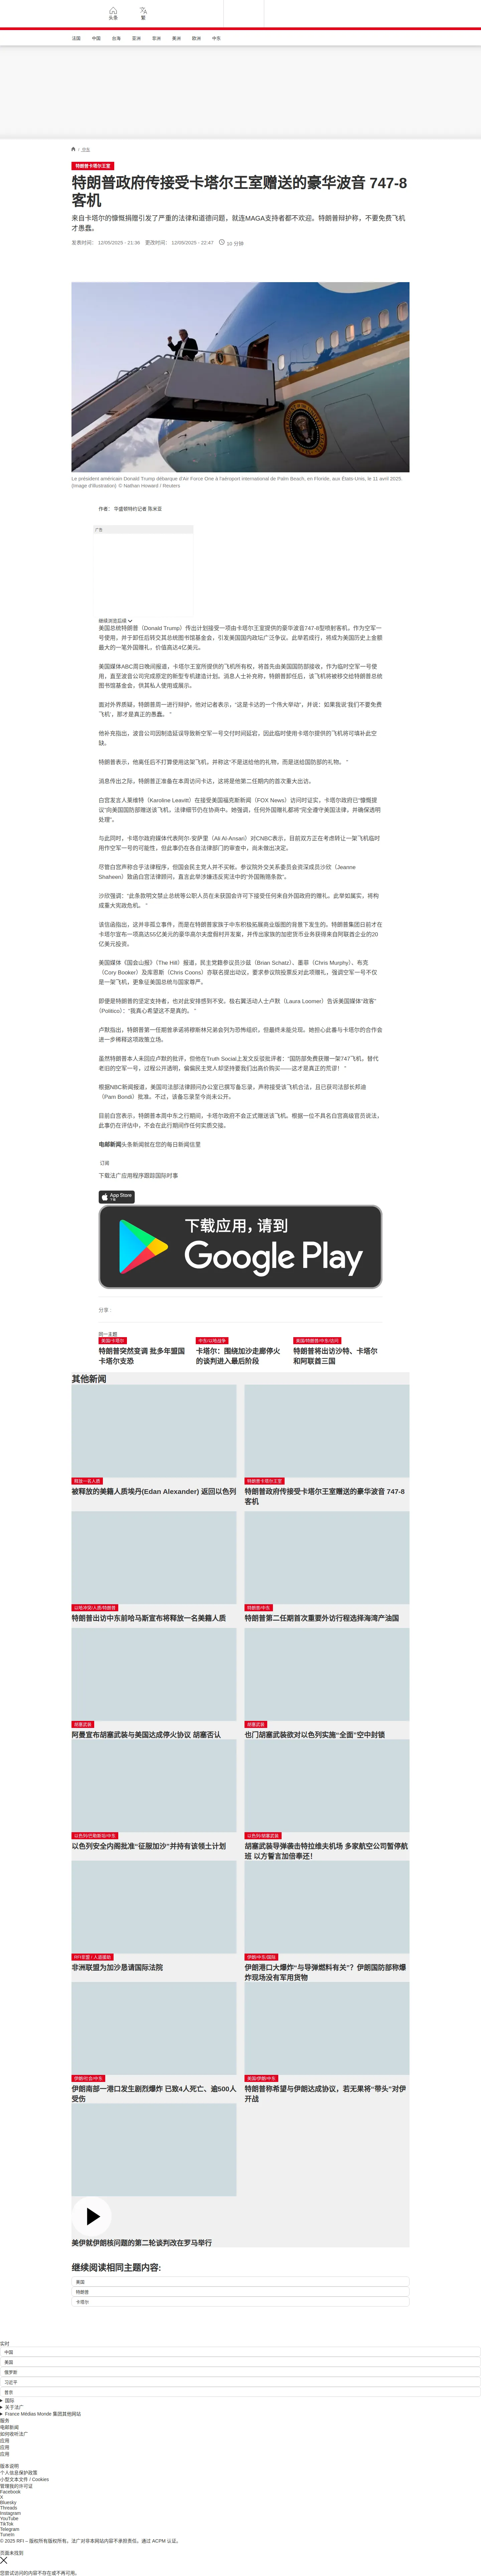 头条
繁
法国
中国
台海
亚洲
非洲
美洲
欧洲
中东
/ 中东
特朗普卡塔尔王室
特朗普政府传接受卡塔尔王室赠送的豪华波音 747-8 客机
来自卡塔尔的慷慨捐赠引发了严重的法律和道德问题，就连MAGA支持者都不欢迎。特朗普辩护称，不要免费飞机才愚蠢。
发表时间： 12/05/2025 - 21:36 更改时间： 12/05/2025 - 22:47 10 分钟
Le président américain Donald Trump débarque d'Air Force One à l'aéroport international de Palm Beach, en Floride, aux États-Unis, le 11 avril 2025. (Image d'illustration). © Nathan Howard / Reuters
作者： 华盛顿特约记者 陈米亚
广告
继续浏览后续
美国总统特朗普（Donald Trump）传出计划接受一项由卡塔尔王室提供的豪华波音747-8型喷射客机，作为空军一号使用，并于卸任后转交其总统图书馆基金会，引发美国国内政坛广泛争议。此举若成行，将成为美国历史上金额最大的一笔外国赠礼，价值高达4亿美元。
美国媒体ABC周日晚间报道，卡塔尔王室所提供的飞机所有权，将首先由美国国防部接收，作为临时空军一号使用，直至波音公司完成原定的新型专机建造计划。消息人士补充称，特朗普卸任后，该飞机将被移交给特朗普总统图书馆基金会，供其私人使用或展示。
面对外界质疑，特朗普周一进行辩护，他对记者表示，"这是卡达的一个伟大举动"，并说：如果我说'我们不要免费飞机'，那才是真正的愚蠢。 "
他补充指出，波音公司因制造延误导致新空军一号交付时间延宕，因此临时使用卡塔尔提供的飞机将可填补此空缺。
特朗普表示，他离任后不打算使用这架飞机，并称这"不是送给他的礼物，而是送给国防部的礼物。 "
消息传出之际，特朗普正准备在本周访问卡达，这将是他第二任期内的首次重大出访。
白宫发言人莱维特（Karoline Leavitt）在接受美国福克斯新闻（FOX News）访问时证实，卡塔尔政府已"慷慨提议"向美国国防部赠送该飞机，法律细节仍在协商中。她强调，任何外国赠礼都将"完全遵守美国法律，并确保透明处理"。
与此同时，卡塔尔政府媒体代表阿尔-安萨里（Ali Al-Ansari）对CNBC表示，目前双方正在考虑转让一架飞机临时用作空军一号的可能性，但此事仍在各自法律部门的审查中，尚未做出决定。
尽管白宫声称合乎法律程序，但国会民主党人并不买帐。参议院外交关系委员会资深成员沙欣（Jeanne Shaheen）致函白宫法律顾问，直言此举涉嫌违反宪法中的"外国贿赂条款"。
沙欣强调："此条款明文禁止总统等公职人员在未获国会许可下接受任何来自外国政府的赠礼。此举如属实，将构成重大宪政危机。 "
该信函指出，这并非孤立事件，而是在特朗普家族于中东积极拓展商业版图的背景下发生的。特朗普集团日前才在卡塔尔宣布一项高达55亿美元的豪华高尔夫度假村开发案，并传出家族的加密货币业务获得来自阿联酋企业的20亿美元投资。
美国媒体《国会山报》（The Hill）报道，民主党籍参议员沙兹（Brian Schatz）、墨菲（Chris Murphy）、布克（Cory Booker）及库恩斯（Chris Coons）亦联名提出动议，要求参议院投票反对此项赠礼，强调空军一号不仅是一架飞机，更象征美国总统与国家尊严。
即便是特朗普的坚定支持者，也对此安排感到不安。极右翼活动人士卢默（Laura Loomer）告诉美国媒体"政客"（Politico）："我真心希望这不是真的。 "
卢默指出，特朗普第一任期曾承诺将穆斯林兄弟会列为恐怖组织，但最终未能兑现。她担心此番与卡塔尔的合作会进一步稀释这项政策立场。
虽然特朗普本人未回应卢默的批评，但他在Truth Social上发文反驳批评者："国防部免费获赠一架747飞机，替代老旧的空军一号，过程公开透明，偏偏民主党人却坚持要我们出高价购买——这才是真正的荒谬！ "
根据NBC新闻报道，美国司法部法律顾问办公室已撰写备忘录，声称接受该飞机合法，且已获司法部长邦迪（Pam Bondi）批准。不过，该备忘录至今尚未公开。
目前白宫表示，特朗普本周中东之行期间，卡塔尔政府不会正式赠送该飞机。根据一位不具名白宫高级官员说法，此事仍在评估中，不会在此行期间作任何实质交接。
电邮新闻头条新闻就在您的每日新闻信里
订阅
下载法广应用程序跟踪国际时事
App Store
下载
下载应用，请到
Google Play
分享 :
同一主题
美国/卡塔尔
特朗普突然变调 批多年盟国卡塔尔支恐
中东/以哈战争
卡塔尔：围绕加沙走廊停火的谈判进入最后阶段
美国/特朗普/中东/访问
特朗普将出访沙特、卡塔尔和阿联酋三国
其他新闻
释放一名人质
被释放的美籍人质埃丹(Edan Alexander) 返回以色列
特朗普卡塔尔王室
特朗普政府传接受卡塔尔王室赠送的豪华波音 747-8 客机
以哈冲突/人质/特朗普
特朗普出访中东前哈马斯宣布将释放一名美籍人质
特朗普/中东
特朗普第二任期首次重要外访行程选择海湾产油国
胡塞武装
阿曼宣布胡塞武装与美国达成停火协议 胡塞否认
胡塞武装
也门胡塞武装欲对以色列实施“全面”空中封锁
以色列/巴勒斯坦/中东
以色列安全内阁批准“征服加沙”并持有该领土计划
以色列/胡塞武装
胡塞武装导弹袭击特拉维夫机场 多家航空公司暂停航班 以方誓言加倍奉还！
RFI非盟 / 人道援助
非洲联盟为加沙恳请国际法院
伊朗/中东/国际
伊朗港口大爆炸“与导弹燃料有关”？伊朗国防部称爆炸现场没有军用货物
伊朗/社会/中东
伊朗南部一港口发生剧烈爆炸 已致4人死亡、逾500人受伤
美国/伊朗/中东
特朗普称希望与伊朗达成协议，若无果将"带头"对伊开战
美伊就伊朗核问题的第二轮谈判改在罗马举行
继续阅读相同主题内容:
美国
特朗普
卡塔尔
实时
中国
美国
俄罗斯
习近平
普京
国际
关于法广
France Médias Monde 集团其他网站
服务
电邮新闻
如何收听法广
应用
应用
应用
版本说明
个人信息保护政策
小型文本文件 / Cookies
管理我的许可证
Facebook
X
Bluesky
Threads
Instagram
YouTube
TikTok
Telegram
TuneIn
© 2025 RFI – 版权所有版权所有。法广对非本网站内容不承担责任。通过 ACPM 认证。
页面未找到
您尝试访问的内容不存在或不再可用。